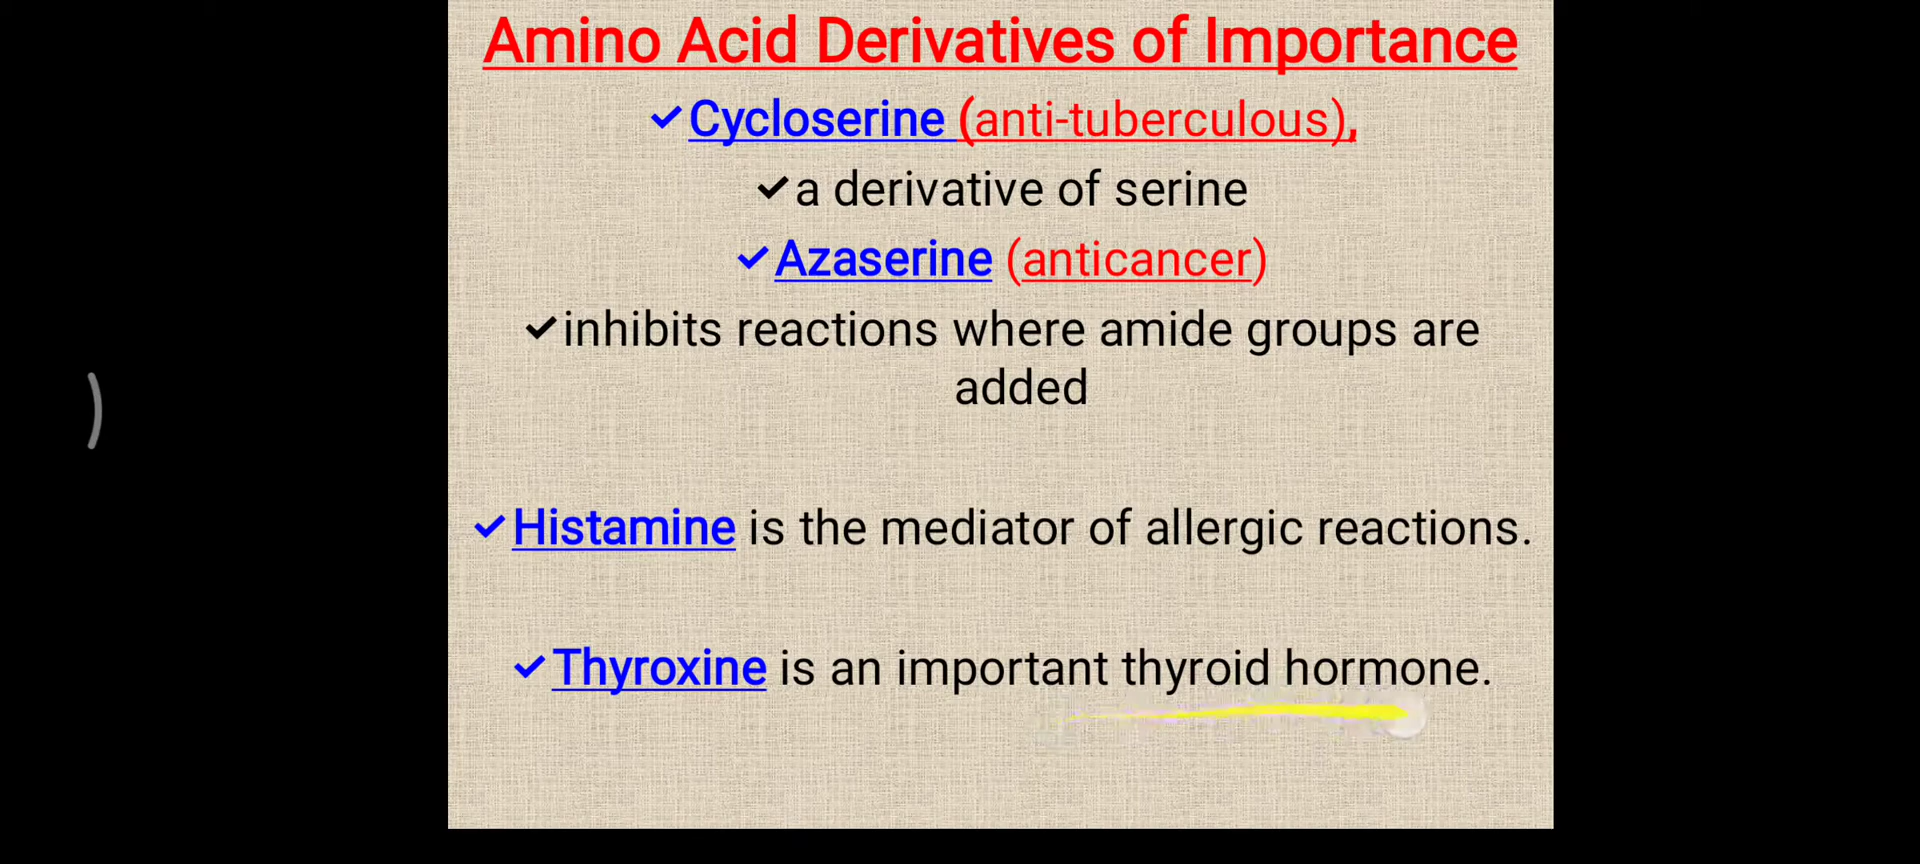 Amino Acid Derivatives of Importance
✓Cycloserine (anti-tuberculous),
✓a derivative of serine
✓Azaserine (anticancer)
✓inhibits reactions where amide groups are
added
✓Histamine is the mediator of allergic reactions.
✓Thyroxine is an important thyroid hormone.